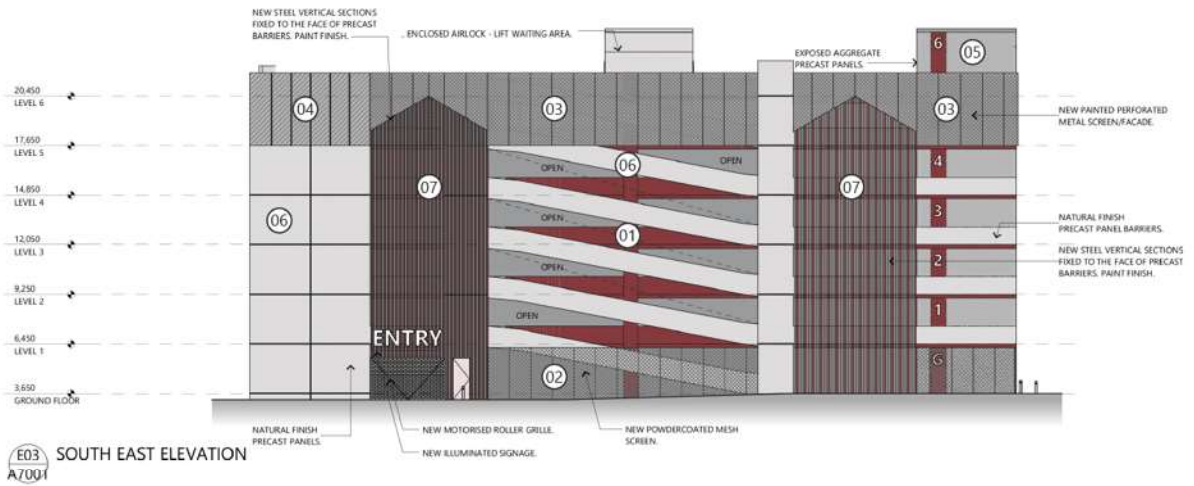 NEW STEEL VERTICAL SECTIONS
FIXED TO THE FACE OF PRECAST
BARRIERS. PAINT FINISH.
ENCLOSED AIRLOCK - LIFT WAITING AREA.
EXPOSED AGGREGATE
PRECAST PANELS.
6
05
20,450
LEVEL 6
04
03
03
NEW PAINTED PERFORATED
METAL SCREEN/FACADE.
17,650
LEVEL 5
OPEN
06
OPEN
4
07
07
14,850
LEVEL 4
06
OPEN
01
3
NATURAL FINISH
PRECAST PANEL BARRIERS.
12,050
LEVEL 3
OPEN
2
NEW STEEL VERTICAL SECTIONS
FIXED TO THE FACE OF PRECAST
BARRIERS. PAINT FINISH.
9,250
LEVEL 2
OPEN
1
6,450
LEVEL 1
ENTRY
02
G
3,650
GROUND FLOOR
NATURAL FINISH
PRECAST PANELS.
NEW MOTORISED ROLLER GRILLE.
NEW ILLUMINATED SIGNAGE.
NEW POWDERCOATED MESH
SCREEN.
E03
A7001
SOUTH EAST ELEVATION